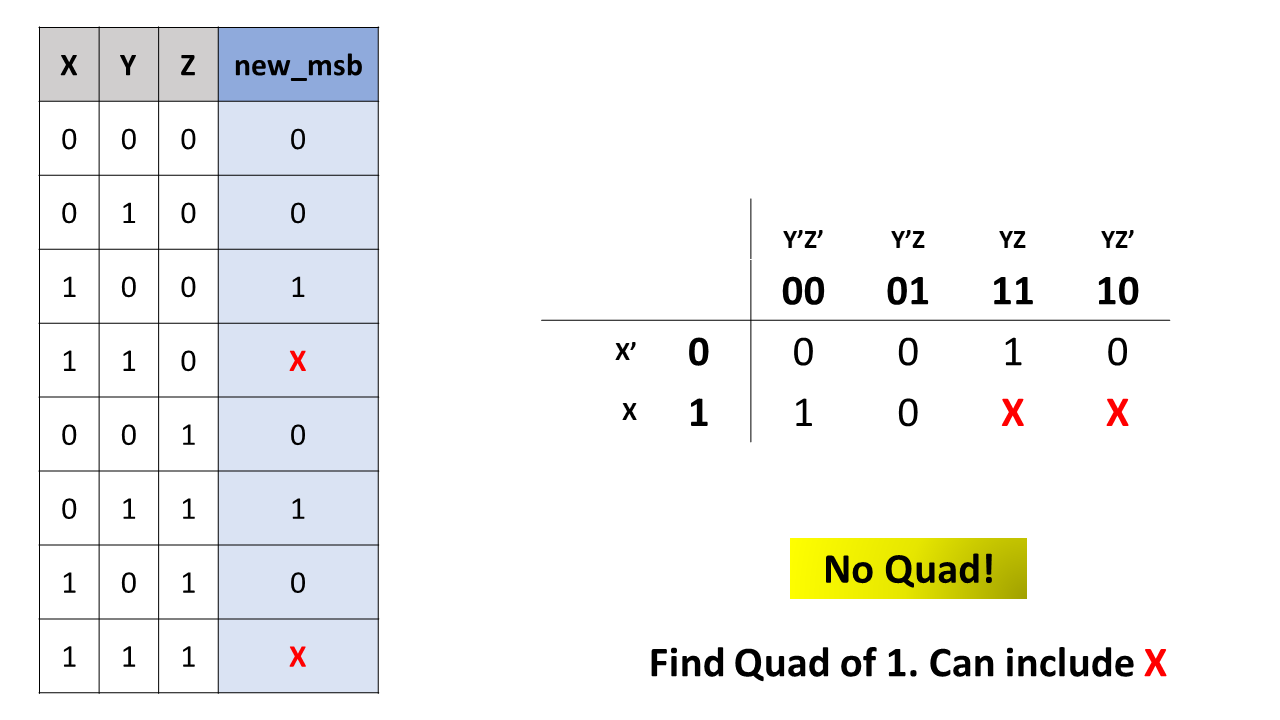 X Y Z new_msb
0 0 0 0
0 1 0 0
1 0 0 1
1 1 0 X
0 0 1 0
0 1 1 1
1 0 1 0
1 1 1 X
Y’Z’ Y’Z YZ YZ’
00 01 11 10
X’ 0 0 0 1 0
X 1 1 0 X X
No Quad!
Find Quad of 1. Can include X